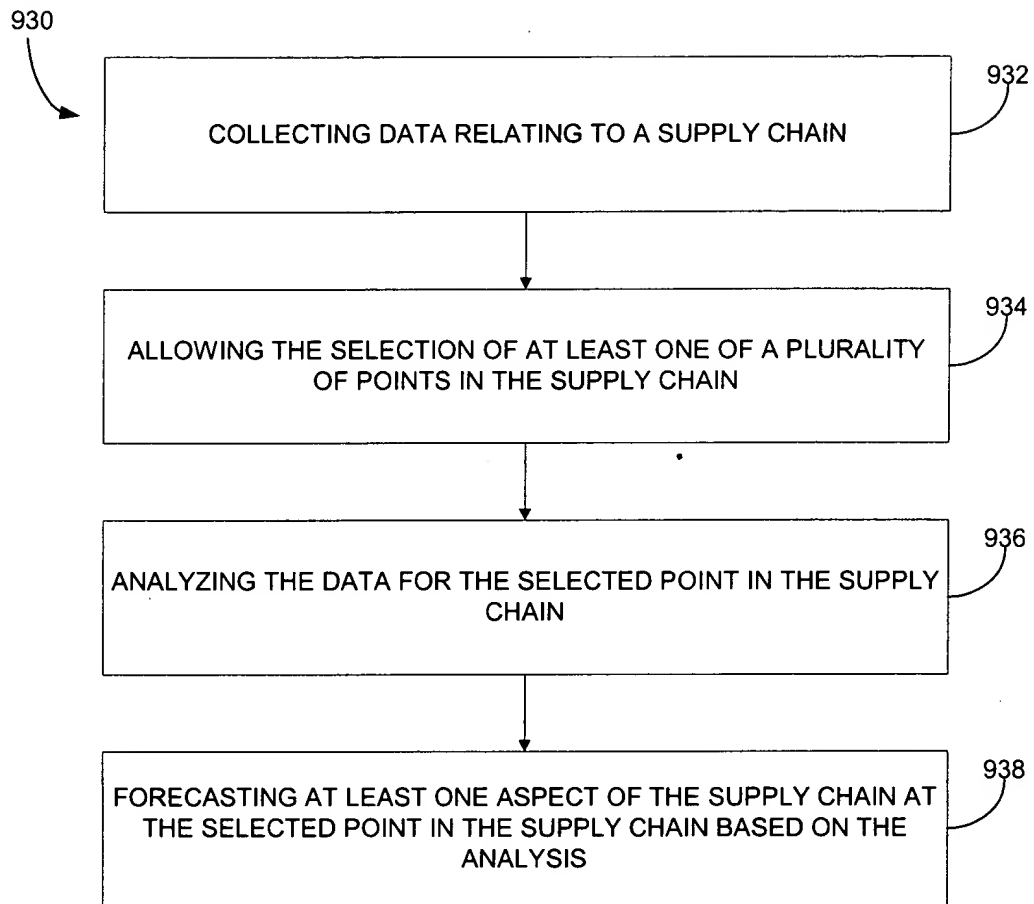 930
932
COLLECTING DATA RELATING TO A SUPPLY CHAIN
934
ALLOWING THE SELECTION OF AT LEAST ONE OF A PLURALITY
OF POINTS IN THE SUPPLY CHAIN
936
ANALYZING THE DATA FOR THE SELECTED POINT IN THE SUPPLY
CHAIN
938
FORECASTING AT LEAST ONE ASPECT OF THE SUPPLY CHAIN AT
THE SELECTED POINT IN THE SUPPLY CHAIN BASED ON THE
ANALYSIS